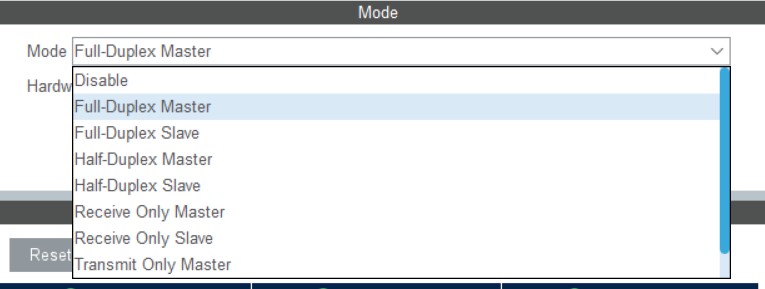 Mode
Mode Full-Duplex Master
Hardw
Disable
Full-Duplex Master
Full-Duplex Slave
Half-Duplex Master
Half-Duplex Slave
Receive Only Master
Receive Only Slave
Reset
Transmit Only Master